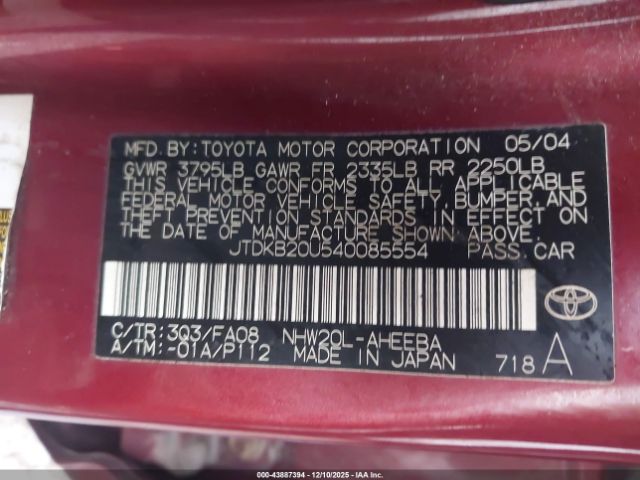 MFD. BY: TOYOTA MOTOR CORPORATION 05/04
GVWR 3795LB GAWR FR 2335LB RR 2250LB
THIS VEHICLE CONFORMS TO ALL APPLICABLE
FEDERAL MOTOR VEHICLE SAFETY, BUMPER, AND
THEFT PREVENTION STANDARDS IN EFFECT ON
THE DATE OF MANUFACTURE SHOWN ABOVE.
JTDKB20U540085554 PASS. CAR
C/TR: 3Q3/FA08 NHW20L-AHEEBA
A/TM: -01A/P112 MADE IN JAPAN 718 A
000-43887394 - 12/10/2025 - IAA Inc.